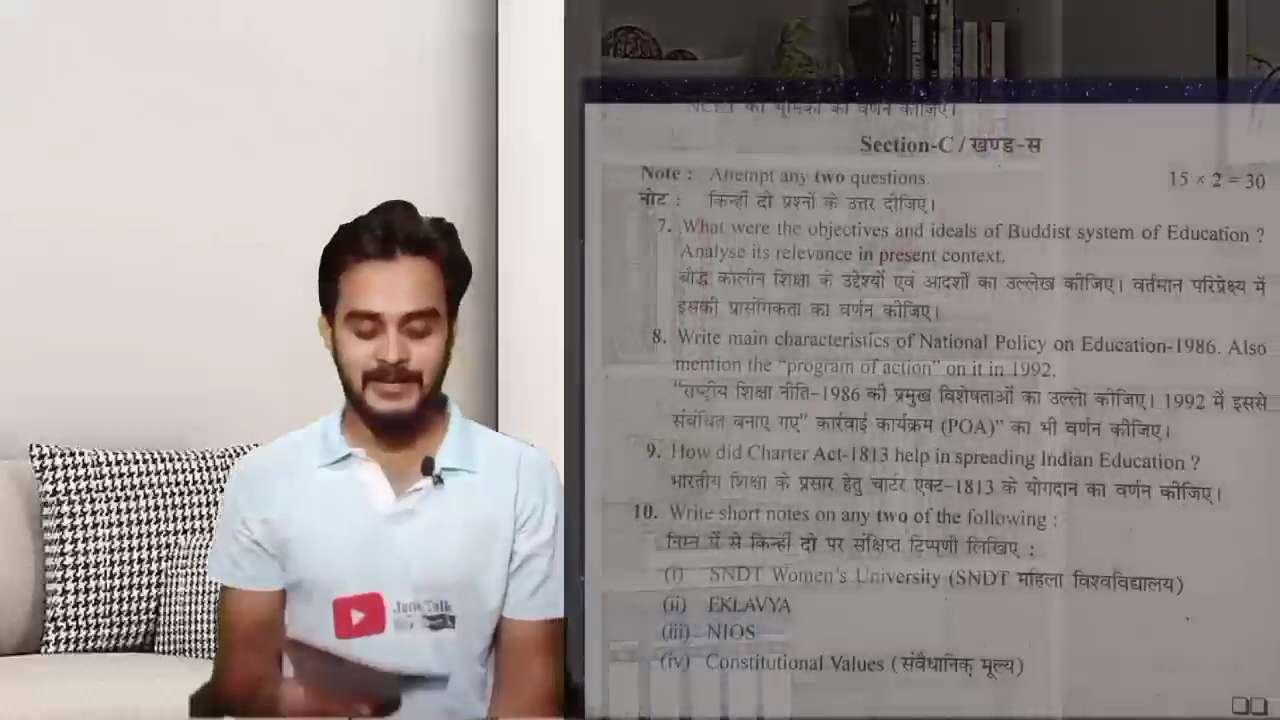 की भूमिका का वर्णन कीजिए।
Section-C / खण्ड-स
Note : Attempt any two questions. 15 × 2 = 30
नोट : किन्हीं दो प्रश्नों के उत्तर दीजिए।
7. What were the objectives and ideals of Buddist system of Education ?
Analyse its relevance in present context.
बौद्ध कालीन शिक्षा के उद्देश्यों एवं आदर्शों का उल्लेख कीजिए। वर्तमान परिप्रेक्ष्य में
इसकी प्रासंगिकता का वर्णन कीजिए।
8. Write main characteristics of National Policy on Education-1986. Also
mention the "program of action" on it in 1992.
"राष्ट्रीय शिक्षा नीति-1986 की प्रमुख विशेषताओं का उल्लो कीजिए। 1992 में इससे
संबंधित बनाए गए" कार्रवाई कार्यक्रम (POA)" का भी वर्णन कीजिए।
9. How did Charter Act-1813 help in spreading Indian Education ?
भारतीय शिक्षा के प्रसार हेतु चार्टर एक्ट-1813 के योगदान का वर्णन कीजिए।
10. Write short notes on any two of the following :
निम्न में से किन्हीं दो पर संक्षिप्त टिप्पणी लिखिए :
(i) SNDT Women's University (SNDT महिला विश्वविद्यालय)
(ii) EKLAVYA
(iii) NIOS
(iv) Constitutional Values (संवैधानिक मूल्य)
Talk